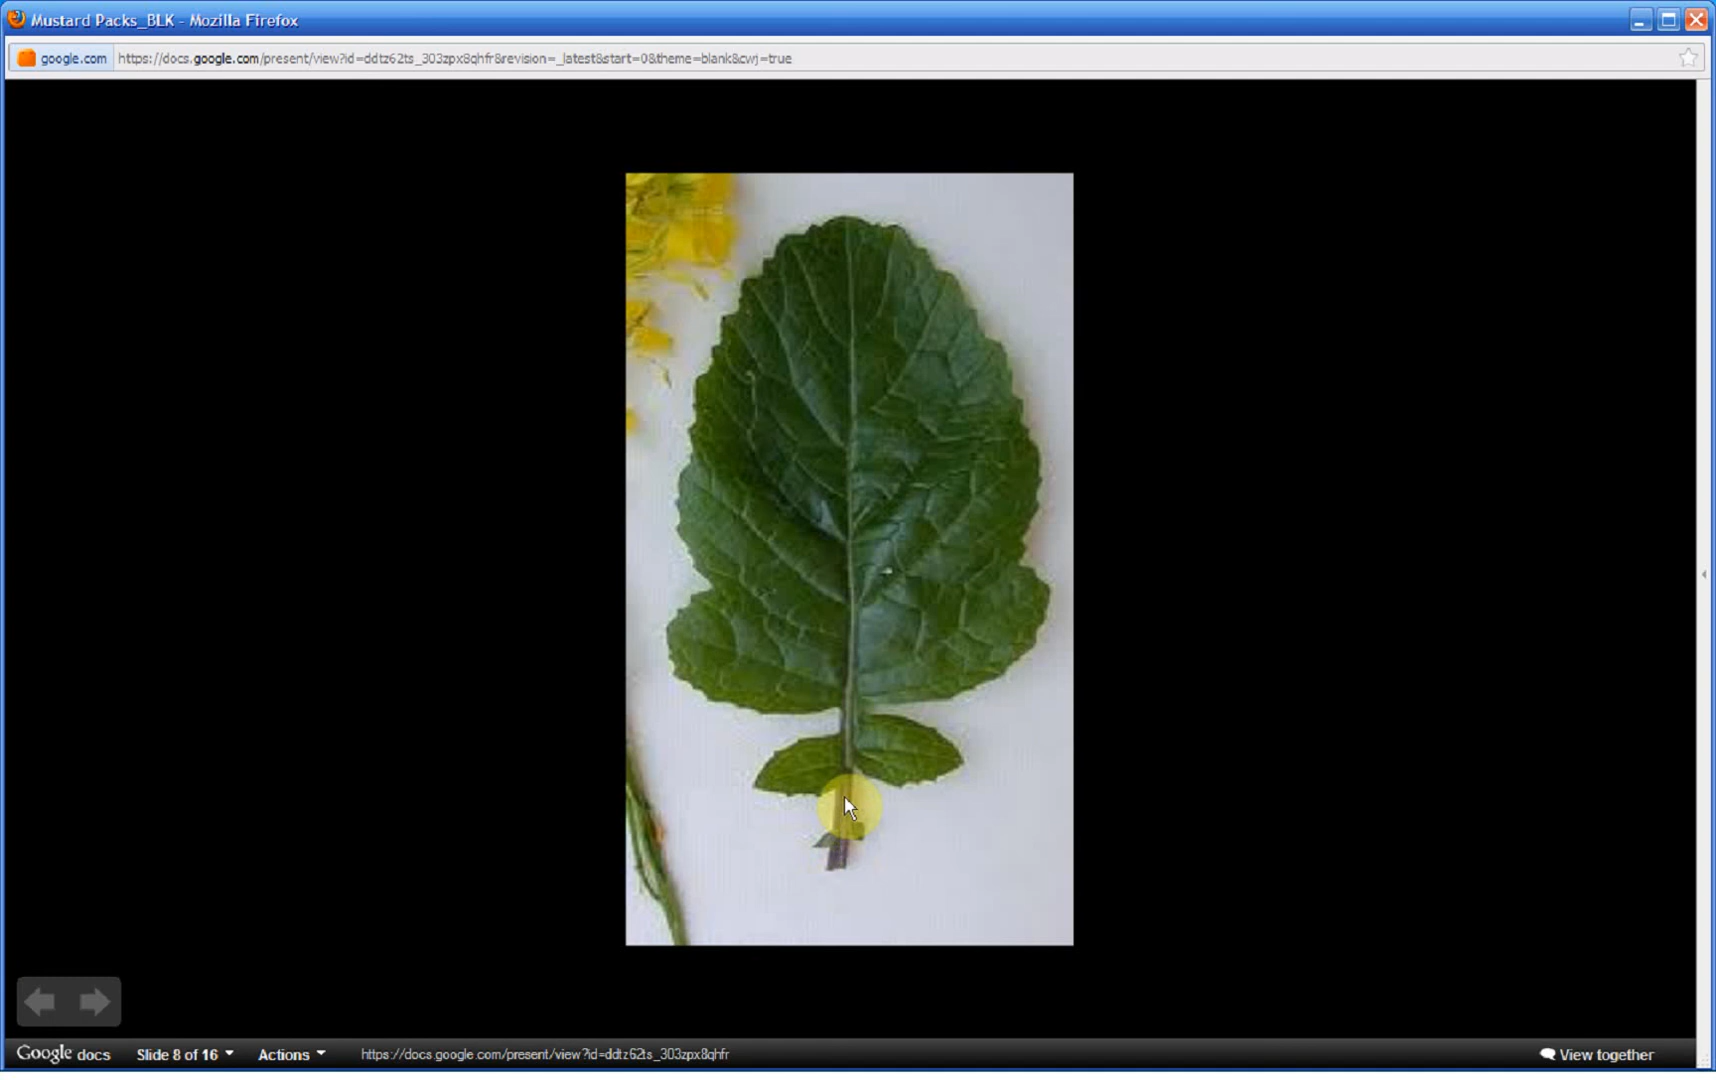 Mustard Packs_BLK - Mozilla Firefox
google.com https://docs.google.com/present/view?id=ddtz62ts_303zpx8qhfr&revision=_latest&start=0&theme=blank&cwj=true
Google docs Slide 8 of 16 Actions https://docs.google.com/present/view?id=ddtz62ts_303zpx8qhfr View together